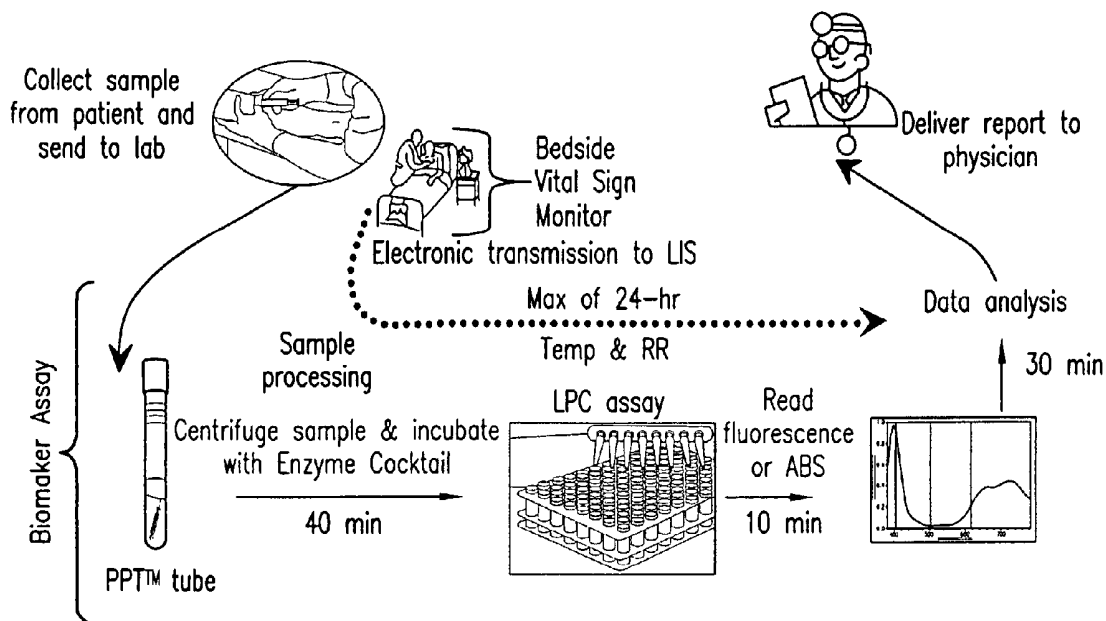 Collect sample
from patient and
send to lab
Bedside
Vital Sign
Monitor
Electronic transmission to LIS
Max of 24-hr
Temp & RR
Deliver report to
physician
Data analysis
30 min
Biomaker Assay
Sample
processing
Centrifuge sample & incubate
with Enzyme Cocktail
40 min
PPT™ tube
LPC assay
Read
fluorescence
or ABS
10 min